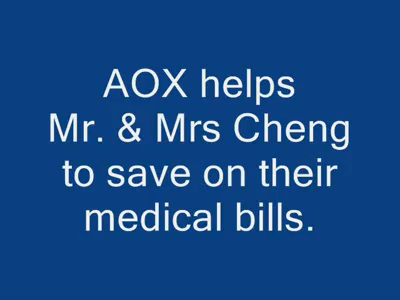 AOX helps
Mr. & Mrs Cheng
to save on their
medical bills.